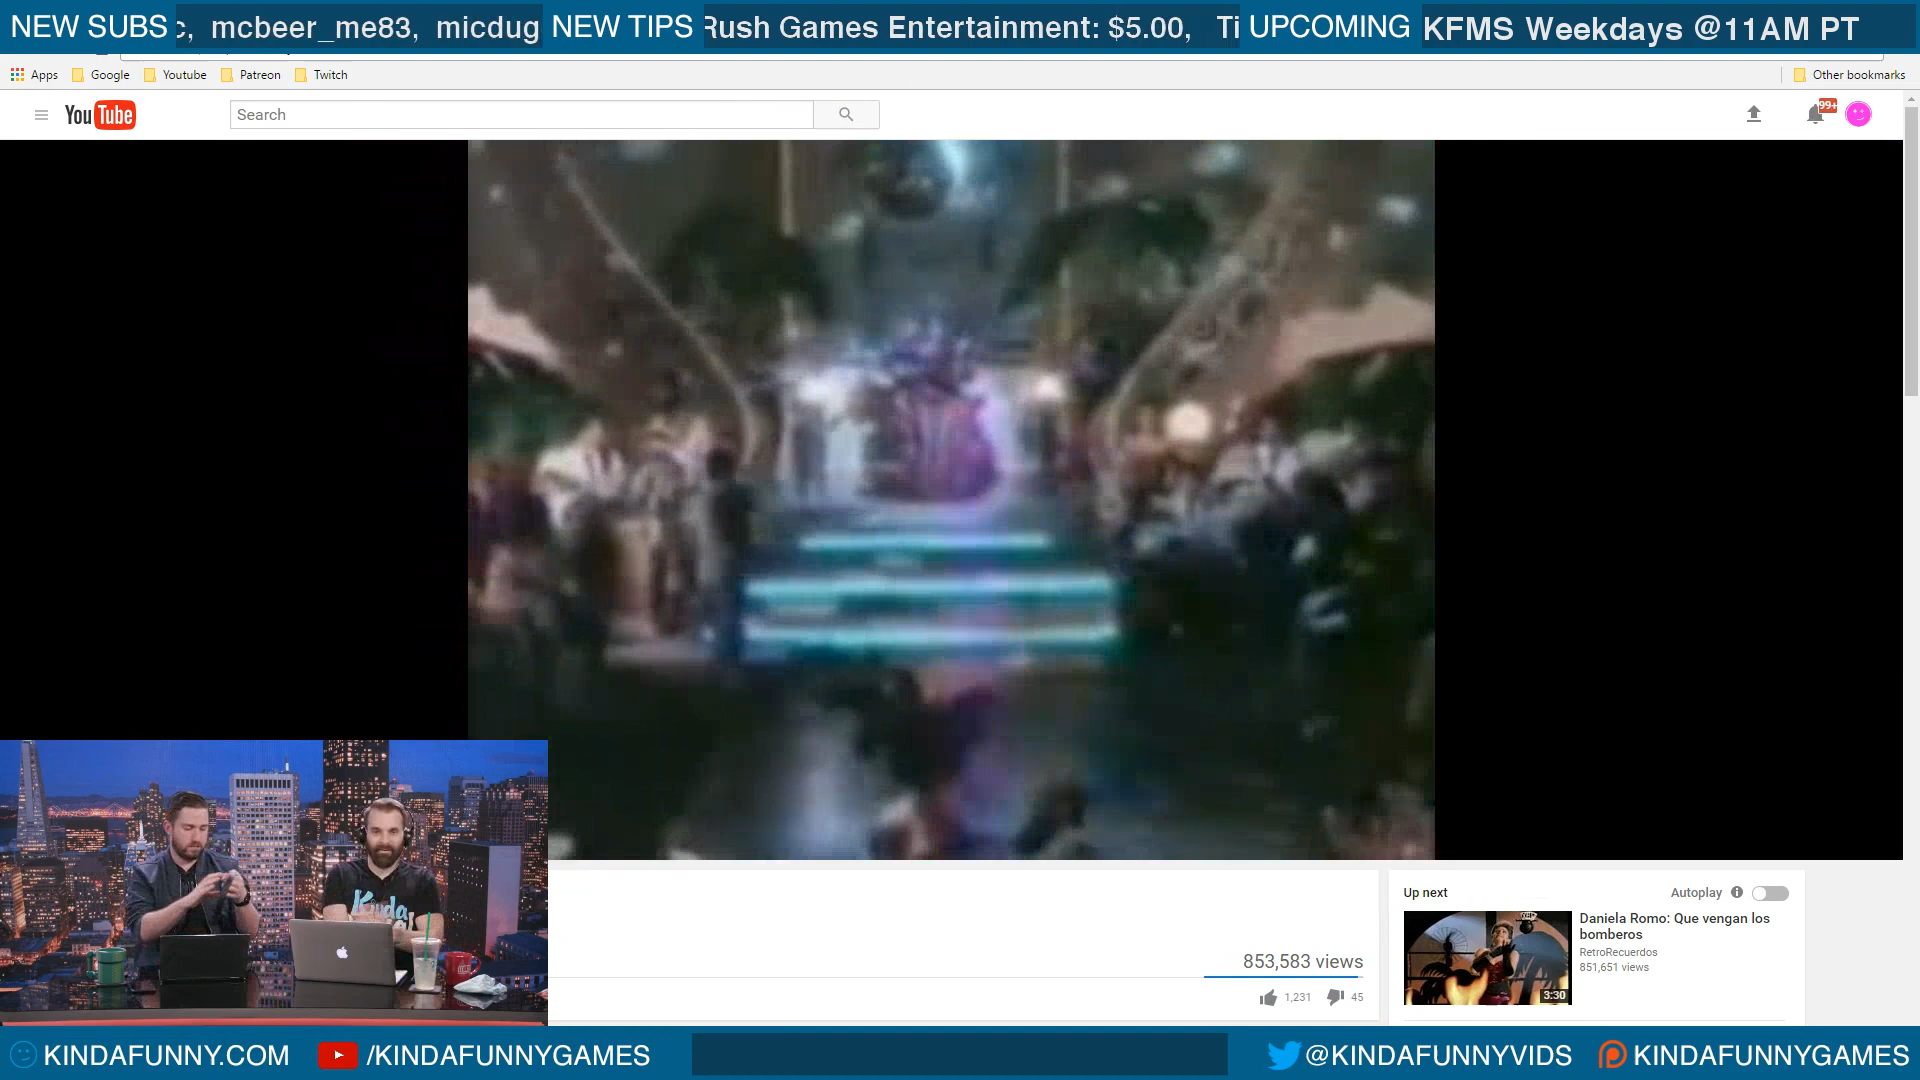 NEW SUBS
mcbeer_me83, micdug
NEW TIPS
Rush Games Entertainment: $5.00, Ti
UPCOMING
KFMS Weekdays @11AM PT
Apps
Google
Youtube
Patreon
Twitch
Other bookmarks
YouTube
Search
99+
Up next
Autoplay
Daniela Romo: Que vengan los
bomberos
RetroRecuerdos
851,651 views
3:30
853,583 views
1,231
45
Kinda
KINDAFUNNY.COM
/KINDAFUNNYGAMES
@KINDAFUNNYVIDS
KINDAFUNNYGAMES